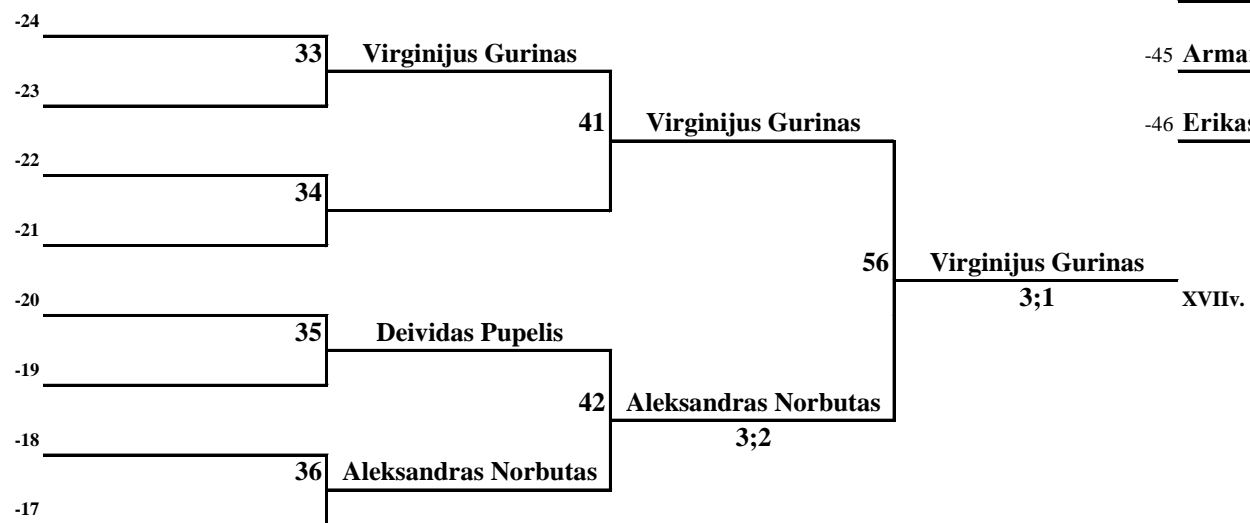 -24
33 Virginijus Gurinas
-45
-23
41 Virginijus Gurinas
-46
-22
34
-21
56 Virginijus Gurinas
3;1
XVIIv.
-20
35 Deividas Pupelis
-19
42 Aleksandras Norbutas
3;2
-18
36 Aleksandras Norbutas
-17